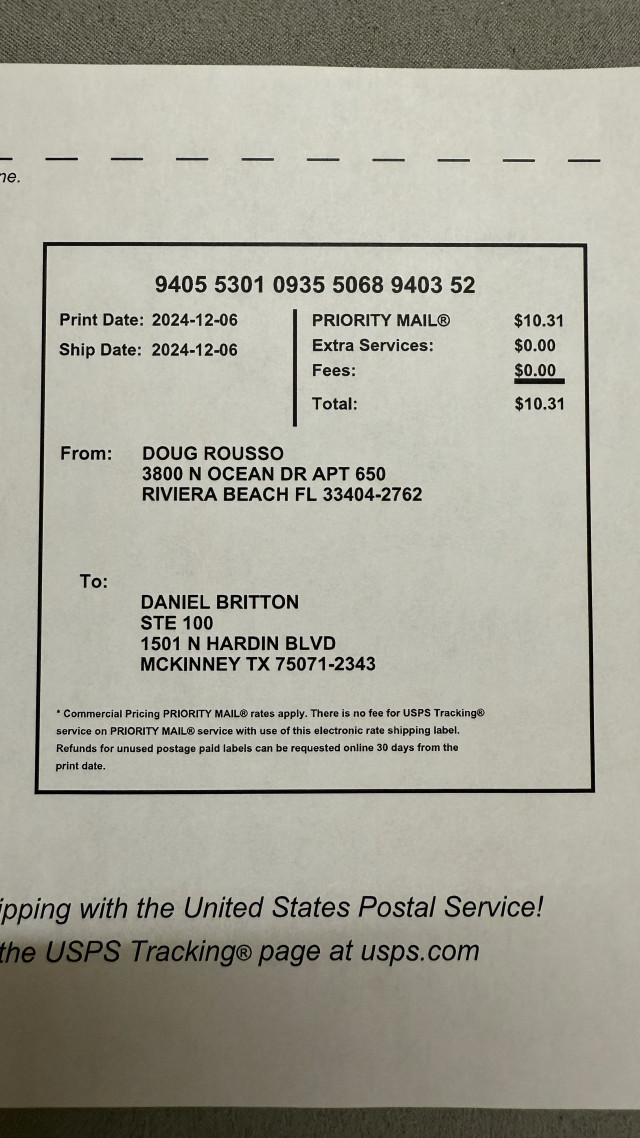 ne.
9405 5301 0935 5068 9403 52
Print Date: 2024-12-06
Ship Date: 2024-12-06
PRIORITY MAIL® $10.31
Extra Services: $0.00
Fees: $0.00
Total: $10.31
From: DOUG ROUSSO
3800 N OCEAN DR APT 650
RIVIERA BEACH FL 33404-2762
To:
DANIEL BRITTON
STE 100
1501 N HARDIN BLVD
MCKINNEY TX 75071-2343
* Commercial Pricing PRIORITY MAIL® rates apply. There is no fee for USPS Tracking®
service on PRIORITY MAIL® service with use of this electronic rate shipping label.
Refunds for unused postage paid labels can be requested online 30 days from the
print date.
ipping with the United States Postal Service!
the USPS Tracking® page at usps.com